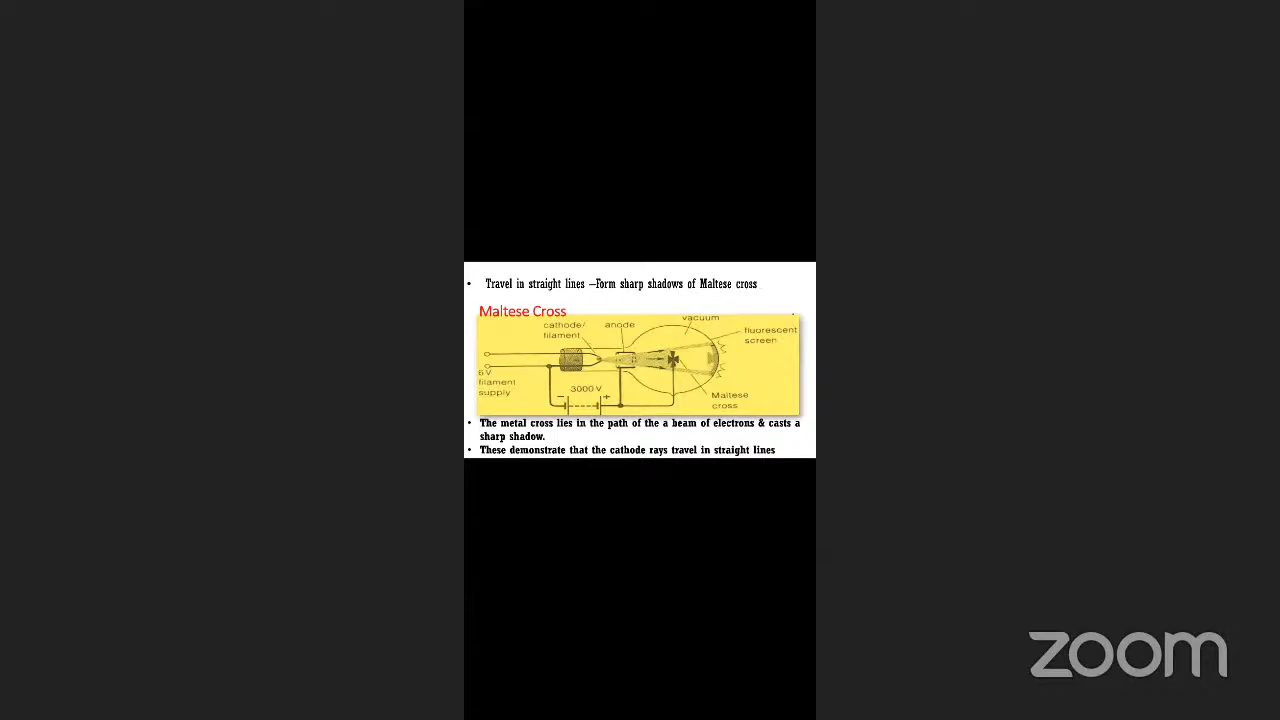 • Travel in straight lines –Form sharp shadows of Maltese cross
Maltese Cross
cathode/
filament
anode
vacuum
fluorescent
screen
6V
filament
supply
3000 V
− +
Maltese
cross
• The metal cross lies in the path of the a beam of electrons & casts a
sharp shadow.
• These demonstrate that the cathode rays travel in straight lines
zoom